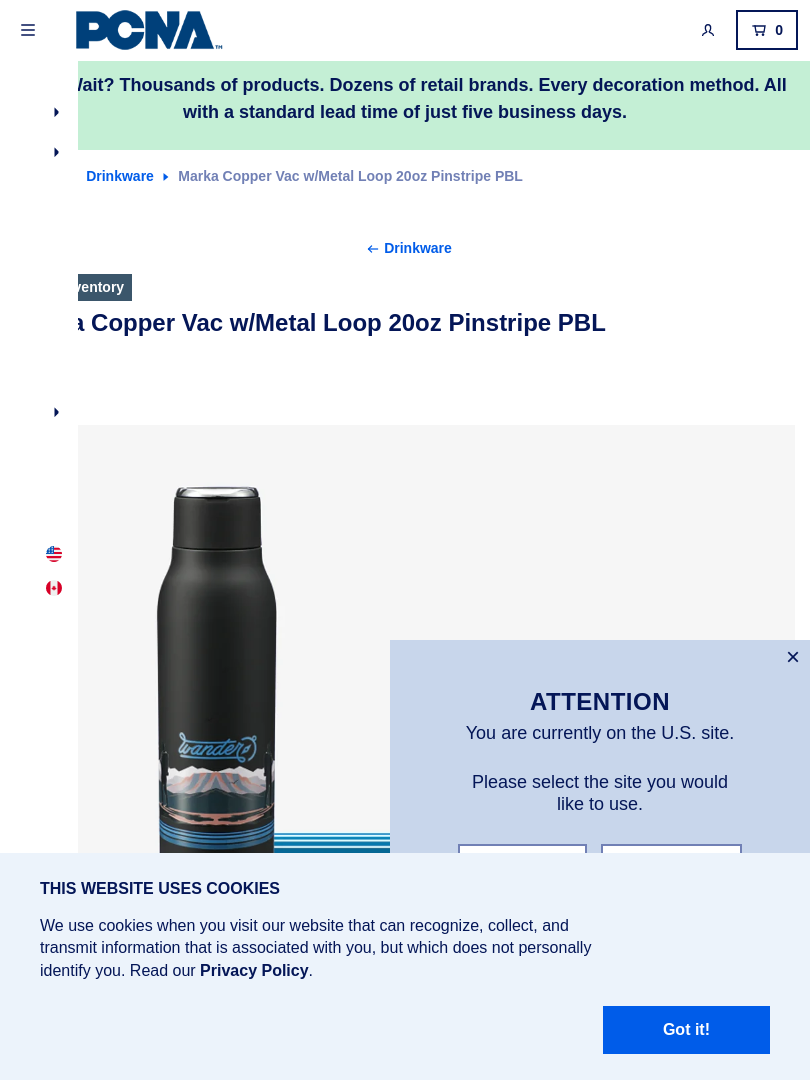 PCNA™
0
Wait? Thousands of products. Dozens of retail brands. Every decoration method. All
with a standard lead time of just five business days.
Drinkware
Marka Copper Vac w/Metal Loop 20oz Pinstripe PBL
← Drinkware
Copper Vac w/Metal Loop 20oz Pinstripe PBL
wander
ATTENTION
You are currently on the U.S. site.
Please select the site you would
like to use.
THIS WEBSITE USES COOKIES
We use cookies when you visit our website that can recognize, collect, and
transmit information that is associated with you, but which does not personally
identify you. Read our Privacy Policy.
Got it!